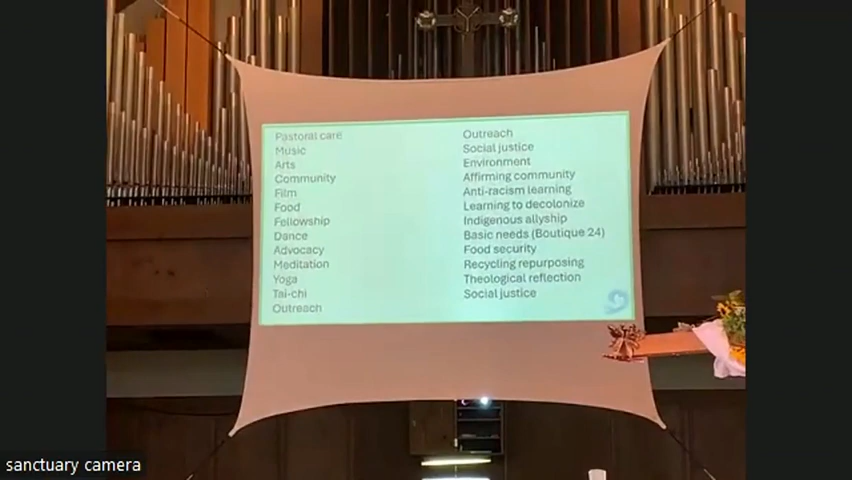 Pastoral care
Music
Arts
Community
Film
Food
Fellowship
Dance
Advocacy
Meditation
Yoga
Tai-chi
Outreach
Outreach
Social justice
Environment
Affirming community
Anti-racism learning
Learning to decolonize
Indigenous allyship
Basic needs (Boutique 24)
Food security
Recycling repurposing
Theological reflection
Social justice
sanctuary camera